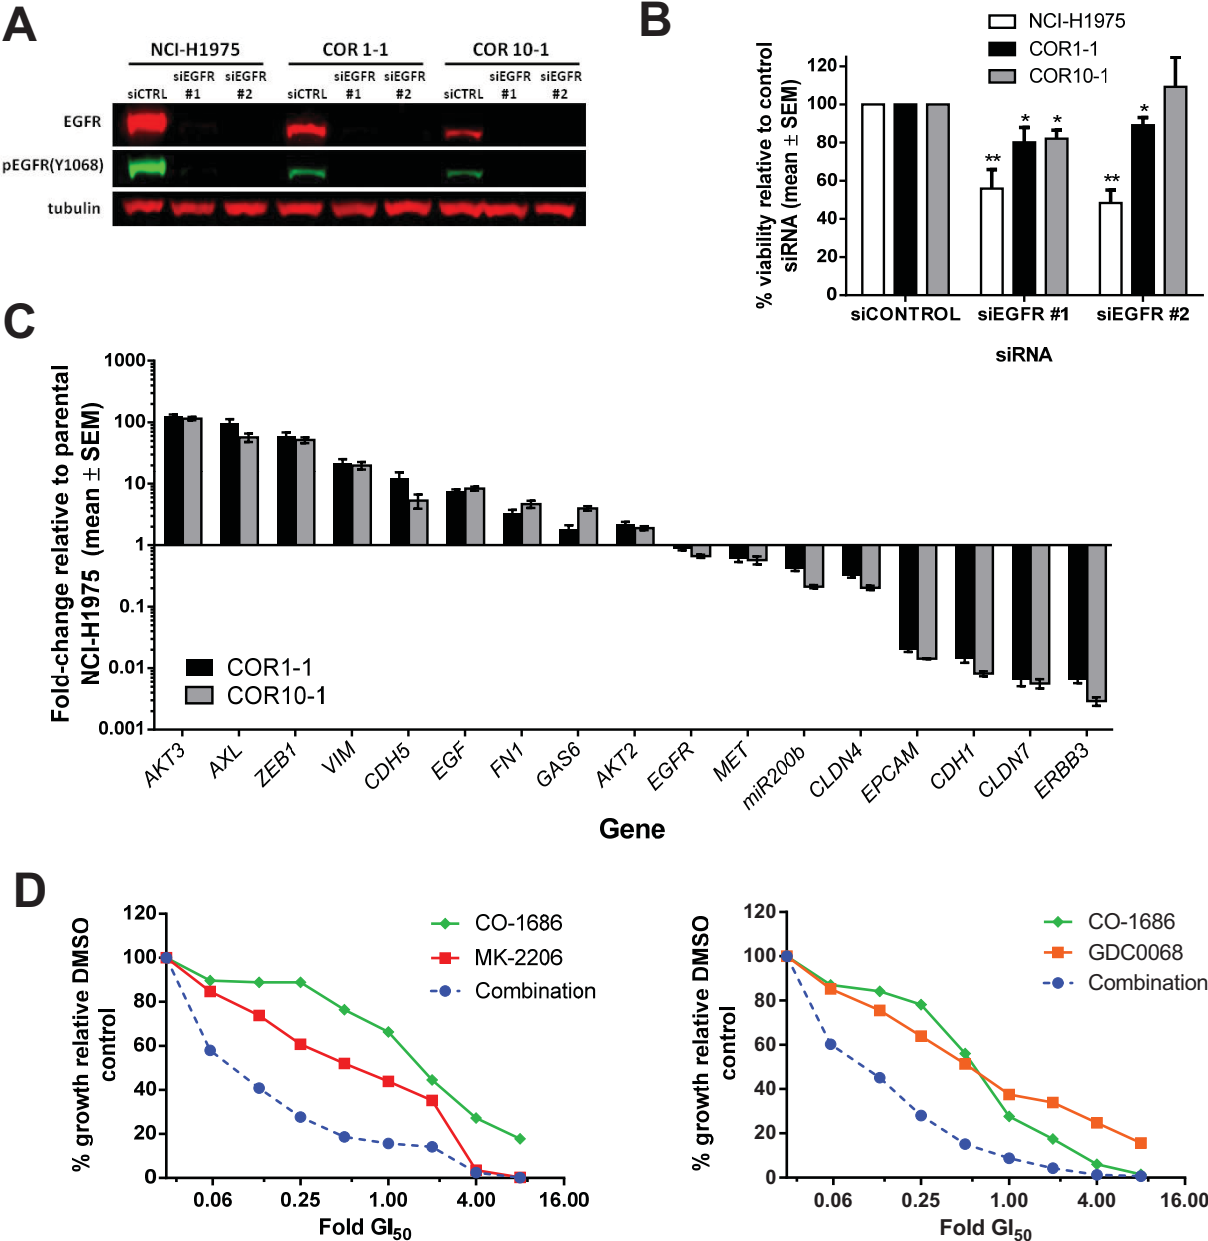 A
NCI-H1975 COR 1-1 COR 10-1
siCTRL siEGFR #1 siEGFR #2 siCTRL siEGFR #1 siEGFR #2 siCTRL siEGFR #1 siEGFR #2
EGFR
pEGFR(Y1068)
tubulin
B
NCI-H1975
COR1-1
COR10-1
% viability relative to control
siRNA (mean ± SEM)
120
100
80
60
40
20
0
** * *
** *
siCONTROL siEGFR #1 siEGFR #2
siRNA
C
Fold-change relative to parental
NCI-H1975 (mean ± SEM)
1000
100
10
1
0.1
0.01
0.001
COR1-1
COR10-1
AKT3 AXL ZEB1 VIM CDH5 EGF FN1 GAS6 AKT2 EGFR MET miR200b CLDN4 EPCAM CDH1 CLDN7 ERBB3
Gene
D
% growth relative DMSO
control
120
100
80
60
40
20
0
CO-1686
MK-2206
Combination
0.06 0.25 1.00 4.00 16.00
Fold GI50
% growth relative DMSO
control
120
100
80
60
40
20
0
CO-1686
GDC0068
Combination
0.06 0.25 1.00 4.00 16.00
Fold GI50